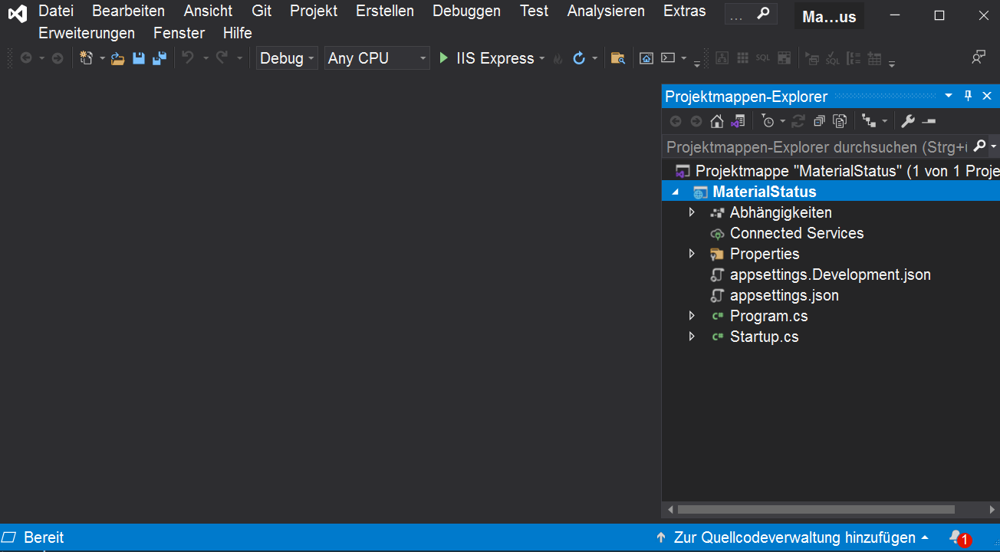 Datei Bearbeiten Ansicht Git Projekt Erstellen Debuggen Test Analysieren Extras ... Ma...us
Erweiterungen Fenster Hilfe
Debug Any CPU IIS Express SQL SQL
Projektmappen-Explorer
Projektmappen-Explorer durchsuchen (Strg+ü
Projektmappe "MaterialStatus" (1 von 1 Proje
MaterialStatus
Abhängigkeiten
Connected Services
Properties
appsettings.Development.json
appsettings.json
C# Program.cs
C# Startup.cs
Bereit Zur Quellcodeverwaltung hinzufügen 1